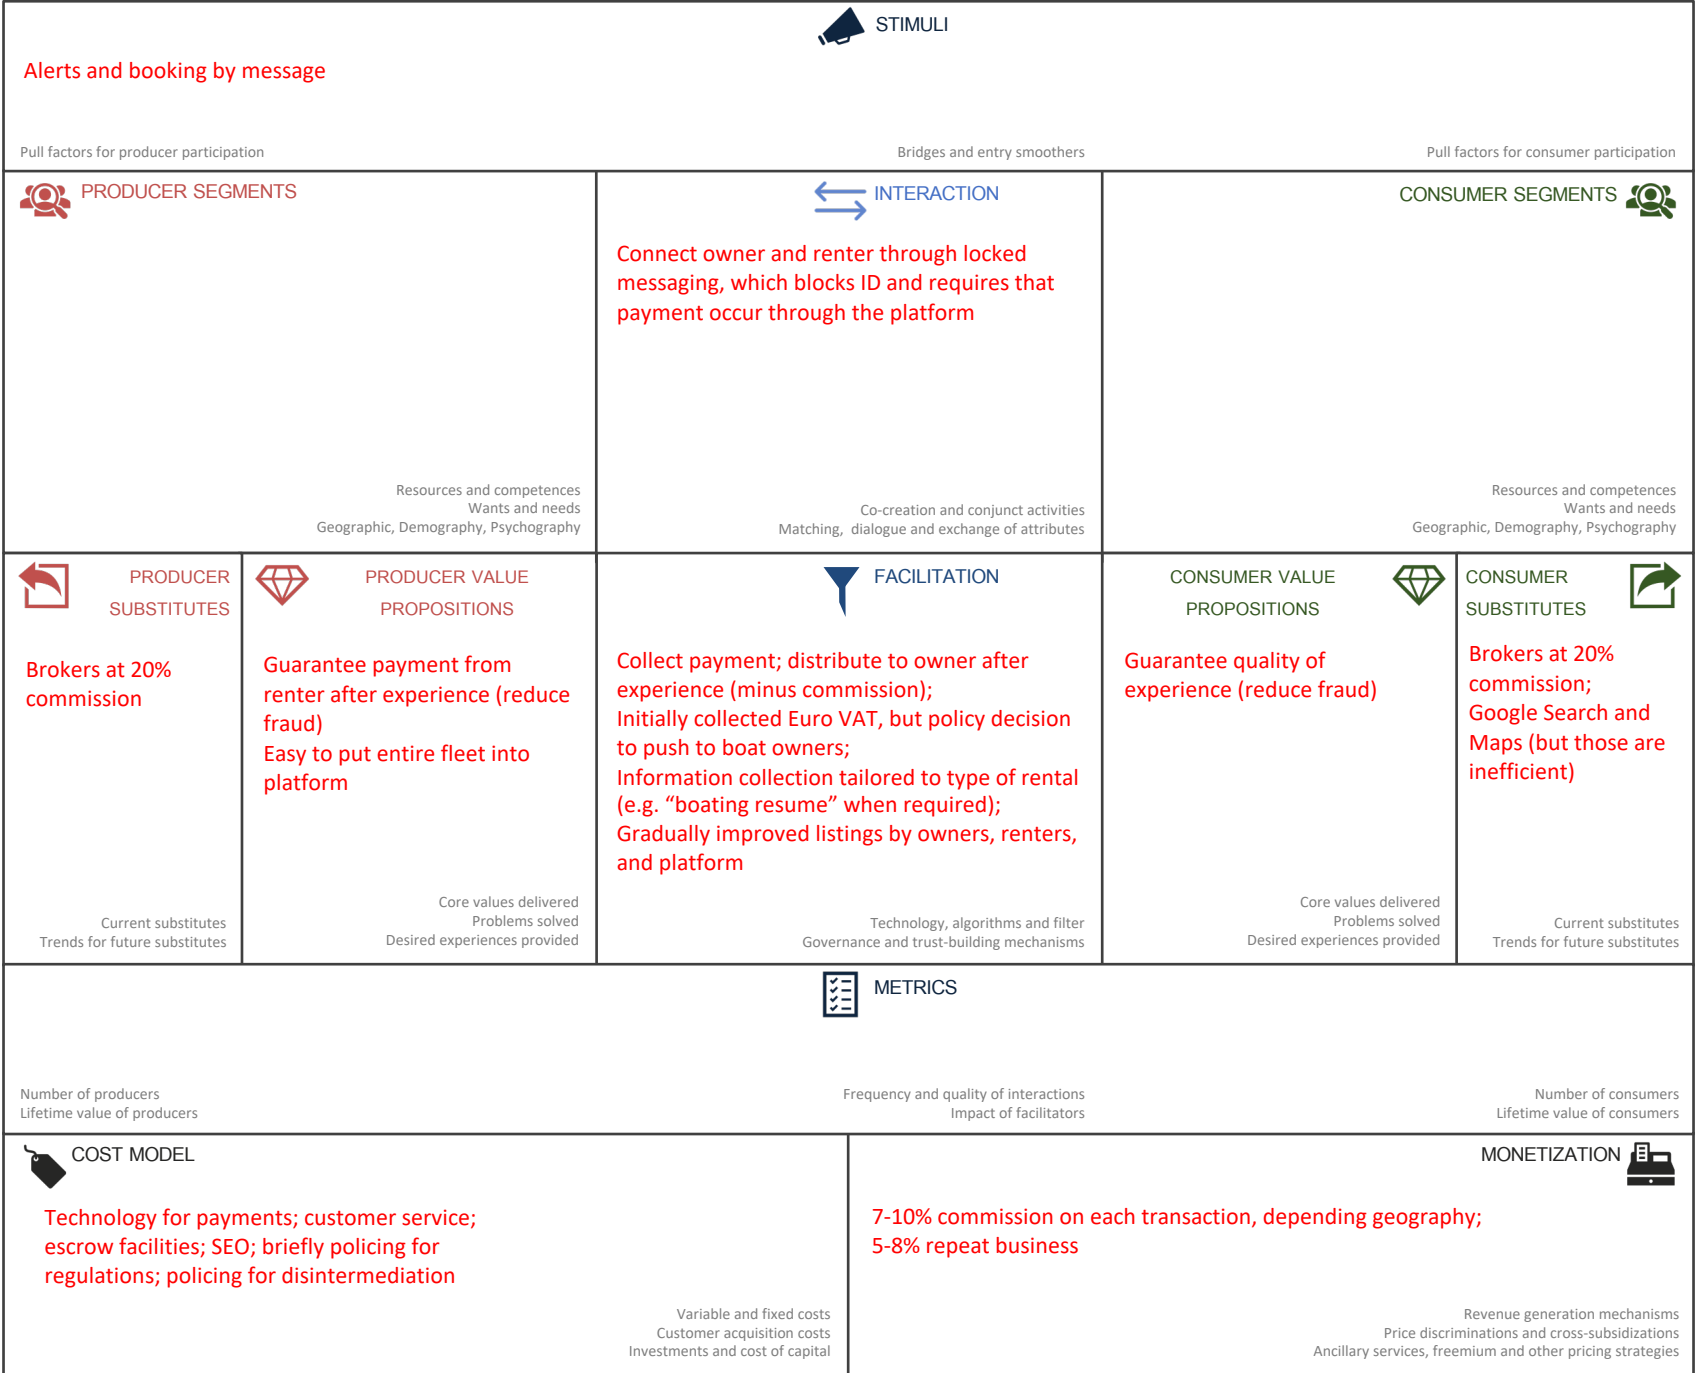 STIMULI
Alerts and booking by message
Pull factors for producer participation
Bridges and entry smoothers
Pull factors for consumer participation
PRODUCER SEGMENTS
Resources and competences
Wants and needs
Geographic, Demography, Psychography
INTERACTION
Connect owner and renter through locked
messaging, which blocks ID and requires that
payment occur through the platform
Co-creation and conjunct activities
Matching, dialogue and exchange of attributes
CONSUMER SEGMENTS
Resources and competences
Wants and needs
Geographic, Demography, Psychography
PRODUCER
SUBSTITUTES
Brokers at 20%
commission
Current substitutes
Trends for future substitutes
PRODUCER VALUE
PROPOSITIONS
Guarantee payment from
renter after experience (reduce
fraud)
Easy to put entire fleet into
platform
Core values delivered
Problems solved
Desired experiences provided
FACILITATION
Collect payment; distribute to owner after
experience (minus commission);
Initially collected Euro VAT, but policy decision
to push to boat owners;
Information collection tailored to type of rental
(e.g. “boating resume” when required);
Gradually improved listings by owners, renters,
and platform
Technology, algorithms and filter
Governance and trust-building mechanisms
CONSUMER VALUE
PROPOSITIONS
Guarantee quality of
experience (reduce fraud)
Core values delivered
Problems solved
Desired experiences provided
CONSUMER
SUBSTITUTES
Brokers at 20%
commission;
Google Search and
Maps (but those are
inefficient)
Current substitutes
Trends for future substitutes
METRICS
Number of producers
Lifetime value of producers
Frequency and quality of interactions
Impact of facilitators
Number of consumers
Lifetime value of consumers
COST MODEL
Technology for payments; customer service;
escrow facilities; SEO; briefly policing for
regulations; policing for disintermediation
Variable and fixed costs
Customer acquisition costs
Investments and cost of capital
MONETIZATION
7-10% commission on each transaction, depending geography;
5-8% repeat business
Revenue generation mechanisms
Price discriminations and cross-subsidizations
Ancillary services, freemium and other pricing strategies